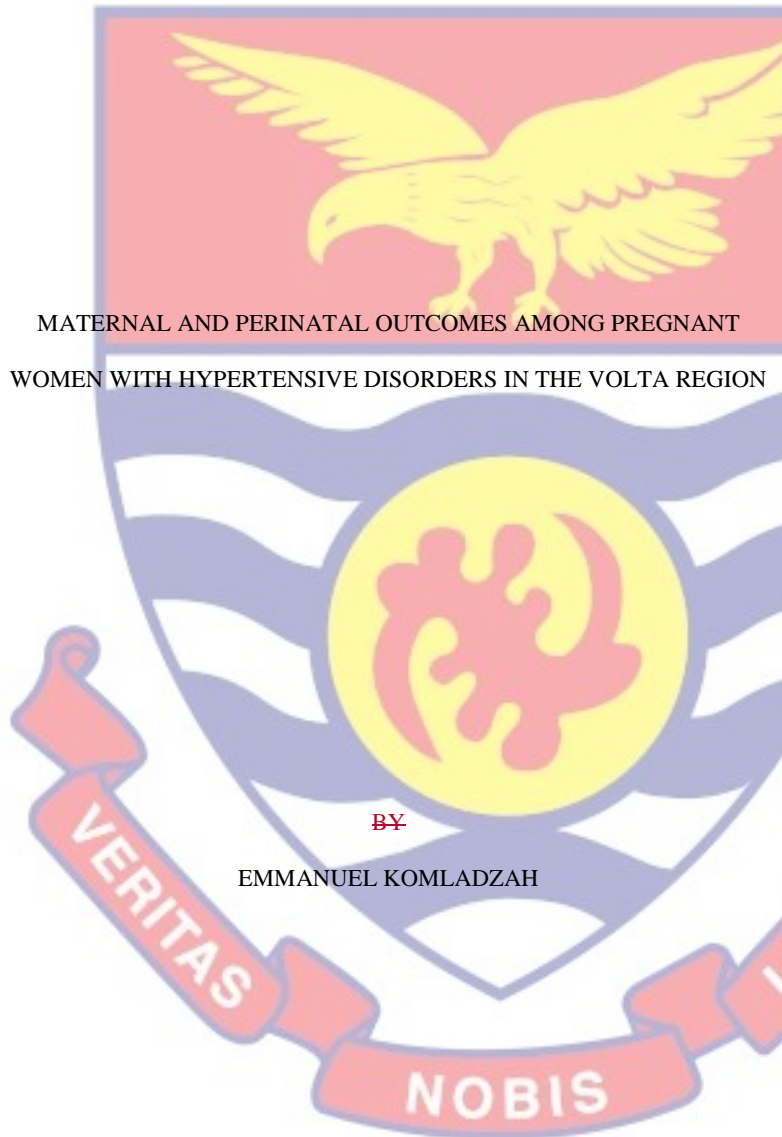 MATERNAL AND PERINATAL OUTCOMES AMONG PREGNANT
WOMEN WITH HYPERTENSIVE DISORDERS IN THE VOLTA REGION
BY
EMMANUEL KOMLADZAH
VERITAS
NOBIS